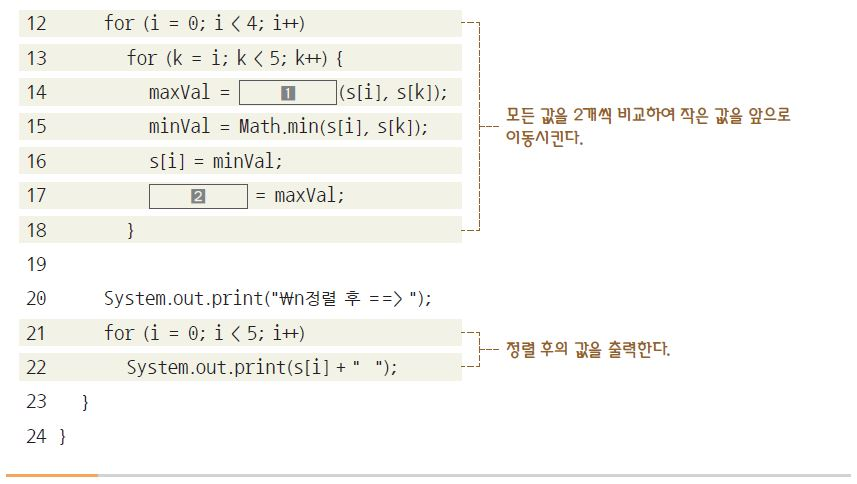 12 for (i = 0; i < 4; i++)
13 for (k = i; k < 5; k++) {
14 maxVal = 1 (s[i], s[k]);
15 minVal = Math.min(s[i], s[k]);
16 s[i] = minVal;
17 2 = maxVal;
18 }
모든 값을 2개씩 비교하여 작은 값을 앞으로
이동시킨다.
19
20 System.out.print("₩n정렬 후 ==> ");
21 for (i = 0; i < 5; i++)
22 System.out.print(s[i] + " ");
정렬 후의 값을 출력한다.
23 }
24 }